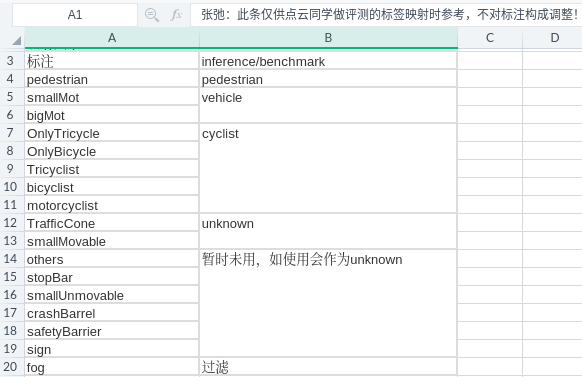 A1 fx 张弛：此条仅供点云同学做评测的标签映射时参考，不对标注构成调整！
A B C D
3 标注 inference/benchmark
4 pedestrian pedestrian
5 smallMot vehicle
6 bigMot
7 OnlyTricycle cyclist
8 OnlyBicycle
9 Tricyclist
10 bicyclist
11 motorcyclist
12 TrafficCone unknown
13 smallMovable
14 others 暂时未用，如使用会作为unknown
15 stopBar
16 smallUnmovable
17 crashBarrel
18 safetyBarrier
19 sign
20 fog 过滤